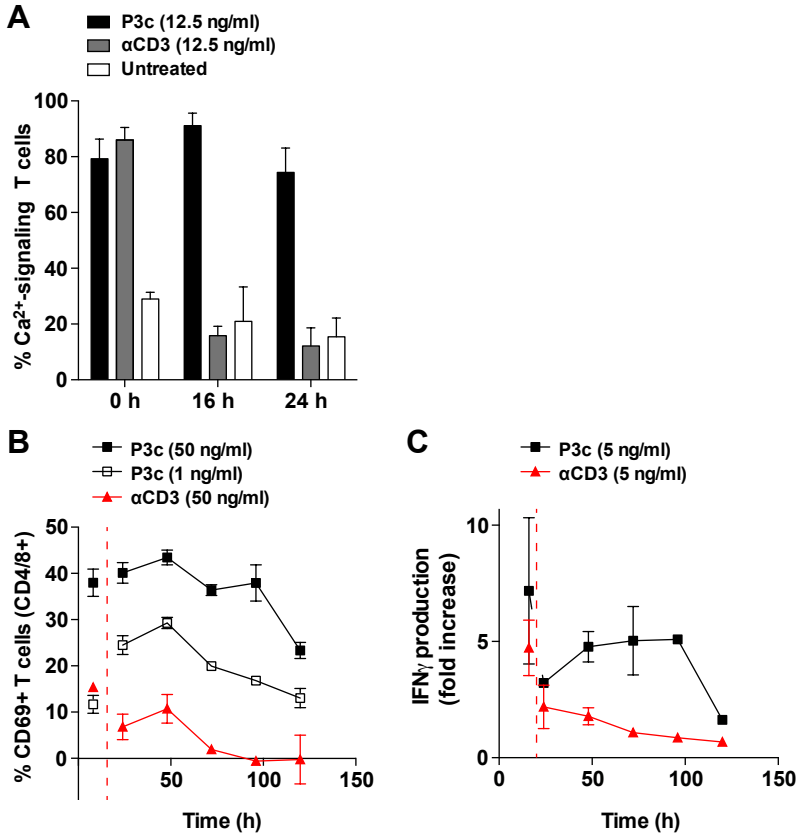 A
P3c (12.5 ng/ml)
αCD3 (12.5 ng/ml)
Untreated
% Ca²⁺-signaling T cells
100
80
60
40
20
0
0 h
16 h
24 h
B
P3c (50 ng/ml)
P3c (1 ng/ml)
αCD3 (50 ng/ml)
% CD69+ T cells (CD4/8+)
50
40
30
20
10
0
50
100
150
Time (h)
C
P3c (5 ng/ml)
αCD3 (5 ng/ml)
IFNγ production
(fold increase)
10
5
0
0
50
100
150
Time (h)